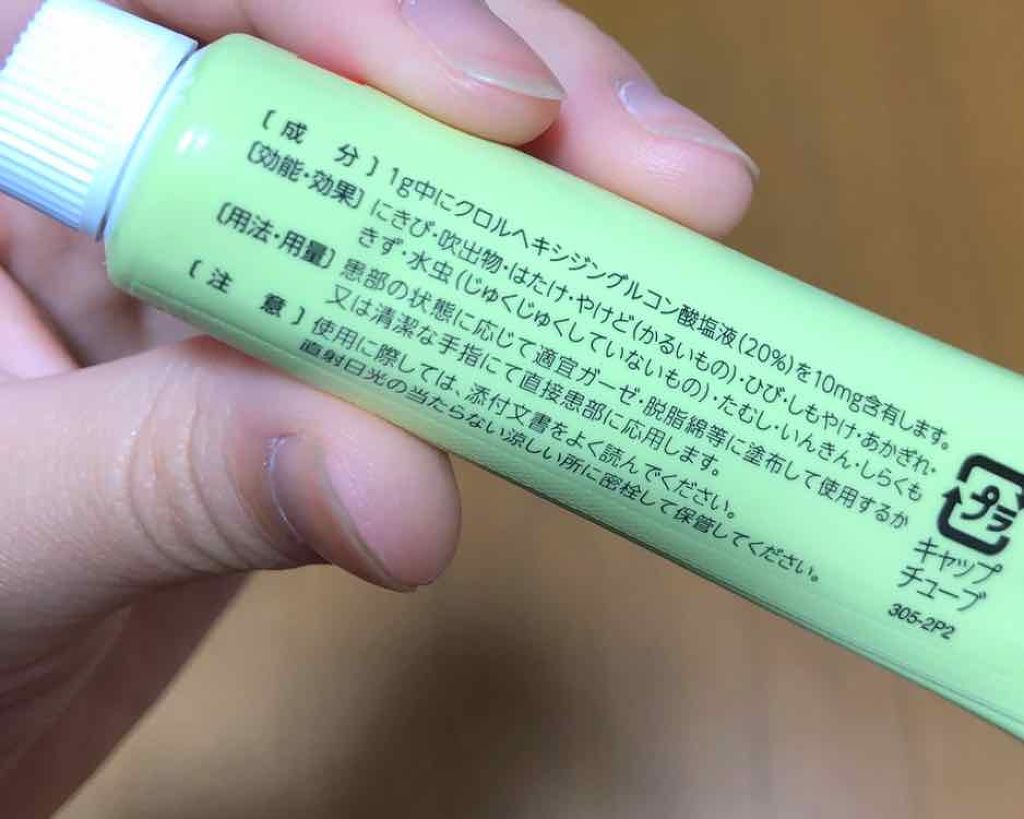 〔成 分〕1g中にクロルヘキシジングルコン酸塩液(20%)を10mg含有します。
〔効能・効果〕にきび・吹出物・はたけ・やけど(かるいもの)・ひび・しもやけ・あかぎれ・
きず・水虫(じゅくじゅくしていないもの)・たむし・いんきん・しらくも
〔用法・用量〕患部の状態に応じて適宜ガーゼ・脱脂綿等に塗布して使用するか
又は清潔な手指にて直接患部に応用します。
〔注 意〕使用に際しては、添付文書をよく読んでください。
直射日光の当たらない涼しい所に密栓して保管してください。
プラ
キャップ
チューブ
305-2P2